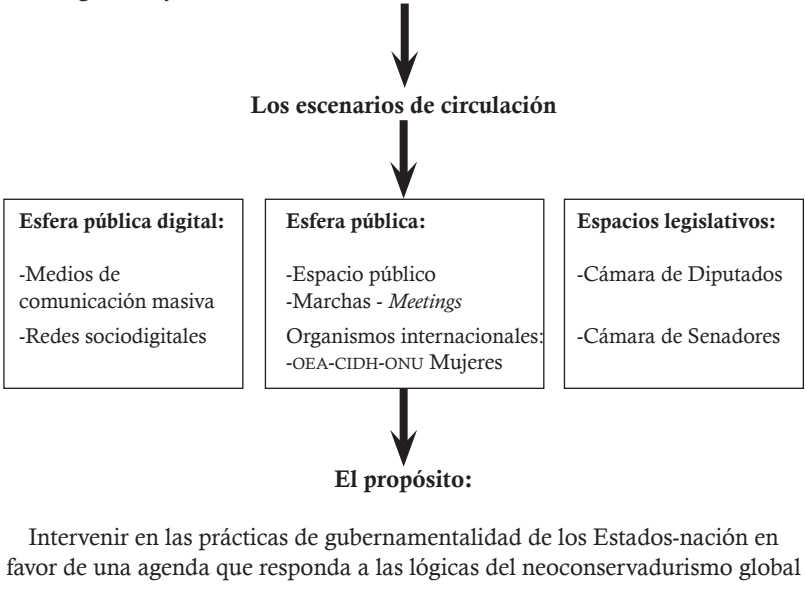 Los escenarios de circulación
Esfera pública digital:
-Medios de
comunicación masiva
-Redes sociodigitales
Esfera pública:
-Espacio público
-Marchas - Meetings
Organismos internacionales:
-OEA-CIDH-ONU Mujeres
Espacios legislativos:
-Cámara de Diputados
-Cámara de Senadores
El propósito:
Intervenir en las prácticas de gubernamentalidad de los Estados-nación en
favor de una agenda que responda a las lógicas del neoconservadurismo global